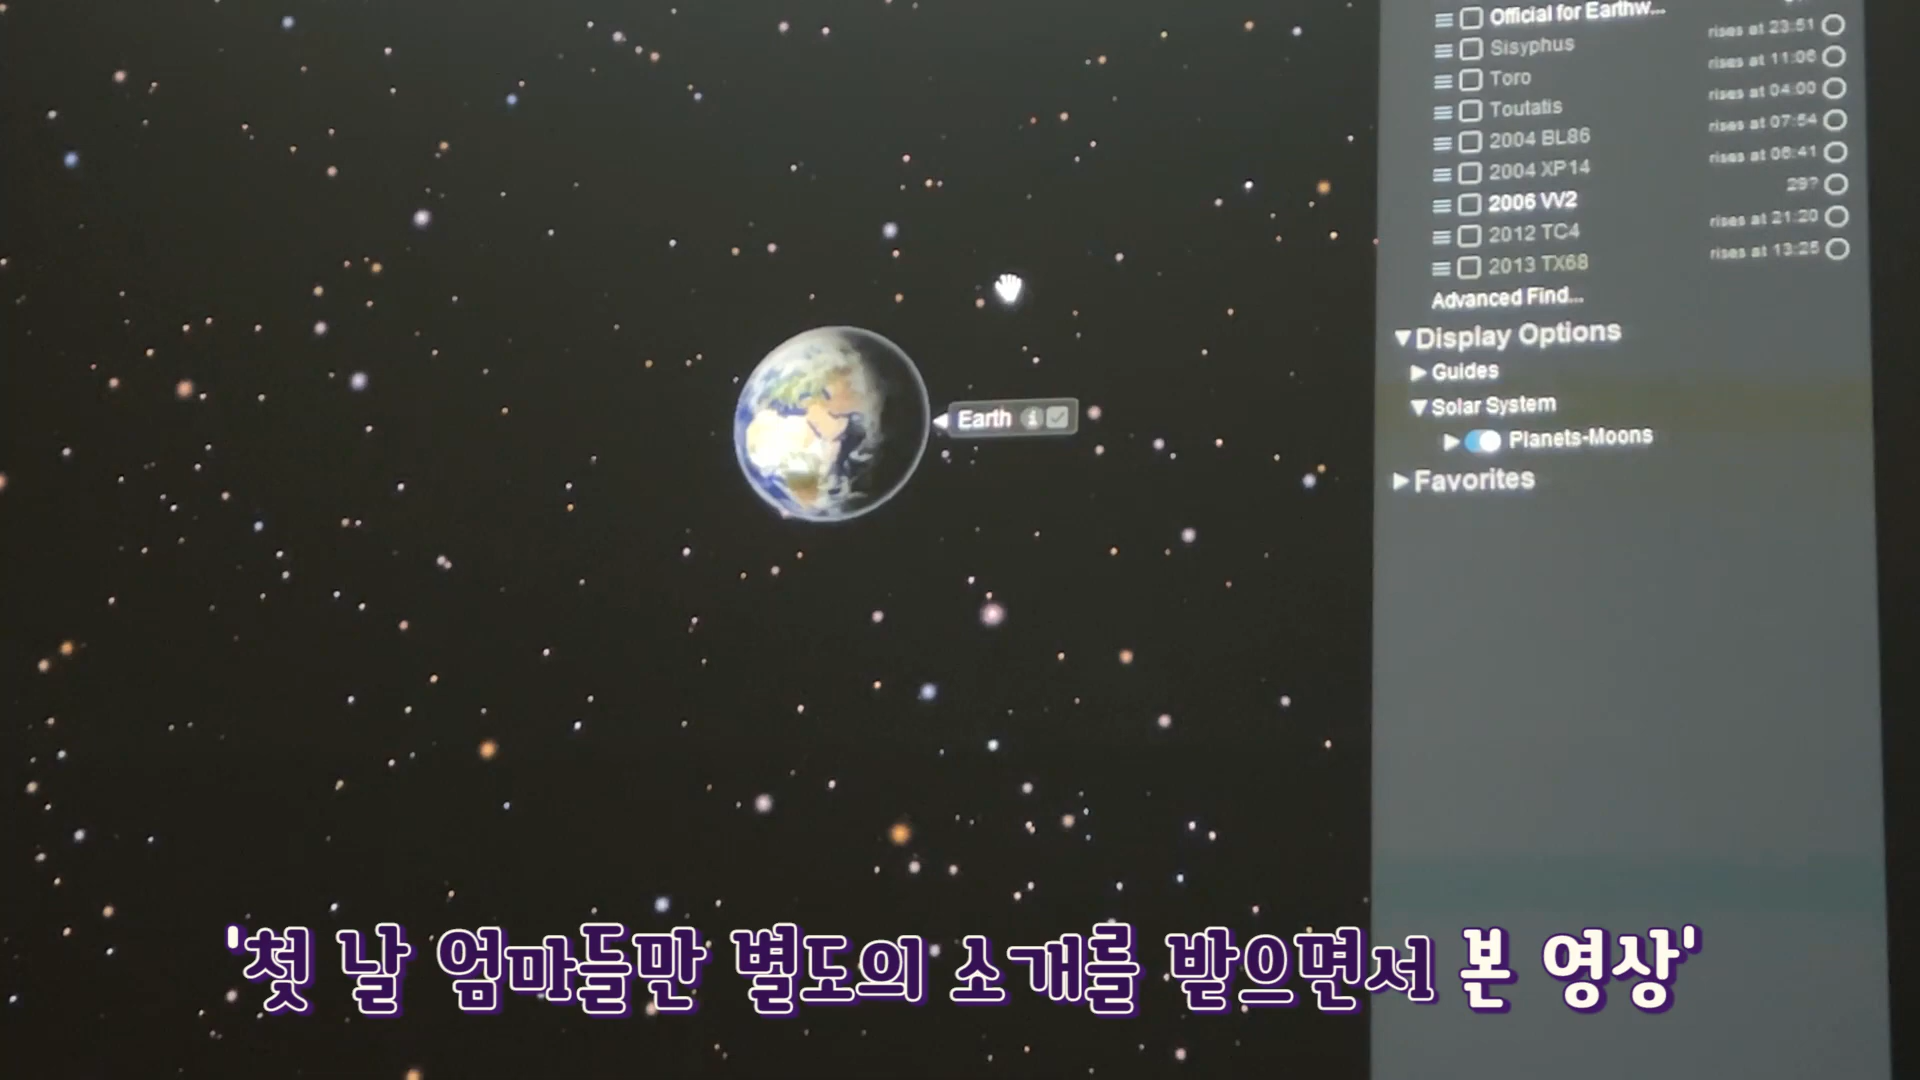 Official for Earthw...
Sisyphus rises at 23:51
Toro rises at 11:06
Toutatis rises at 04:00
2004 BL86 rises at 07:54
2004 XP14 rises at 06:41
2006 VV2 29?
2012 TC4 rises at 21:20
2013 TX68 rises at 13:25
Advanced Find...
Display Options
Guides
Solar System
Planets-Moons
Favorites
Earth i
'첫 날 엄마들만 별도의 소개를 받으면서 본 영상'